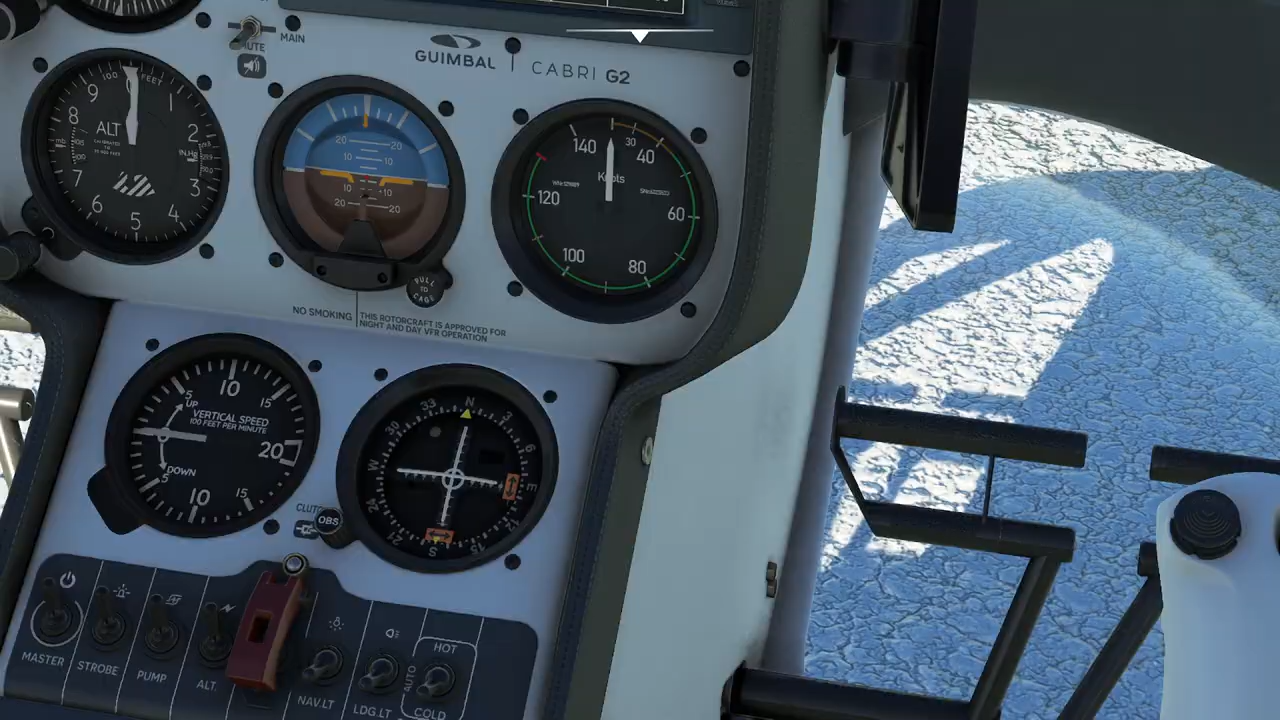 MUTE
MAIN
GUIMBAL
CABRI G2
100 FEET
9
1
8
ALT
2
7
3
6
4
5
20 20
10 10
10 10
20 20
PULL
TO
CAGE
140
30
40
Knots
120
60
100
80
NO SMOKING
THIS ROTORCRAFT IS APPROVED FOR
NIGHT AND DAY VFR OPERATION
5
10
15
UP
VERTICAL SPEED
100 FEET PER MINUTE
20
DOWN
5
10
15
33
N
3
30
6
W
E
24
12
21
S
15
OBS
MASTER
STROBE
PUMP
ALT.
NAV.LT
LDG.LT
HOT
AUTO
COLD